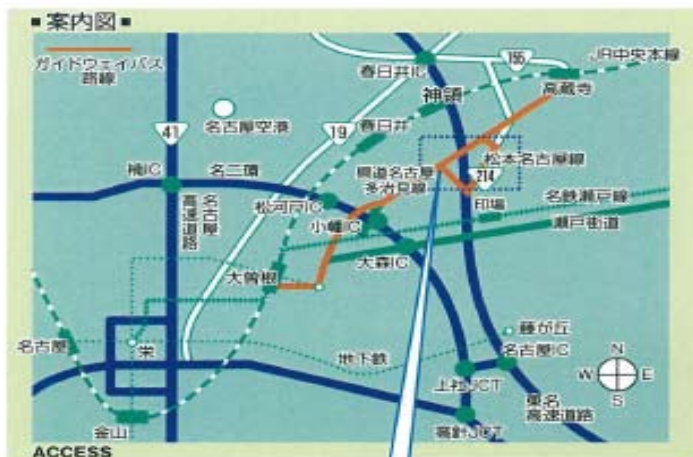 ■案内図■
ガイドウェイバス
路線
春日井IC
155
JR中央本線
高蔵寺
神領
41
名古屋空港
19
春日井
松本名古屋線
楠IC
名二環
県道名古屋
多治見線
214
名古屋
高速道路
松河戸IC
印場
名鉄瀬戸線
小幡IC
瀬戸街道
大森IC
大曽根
名古屋
栄
地下鉄
藤が丘
名古屋IC
N
W E
S
上社JCT
東名
高速道路
金山
高針JCT
ACCESS